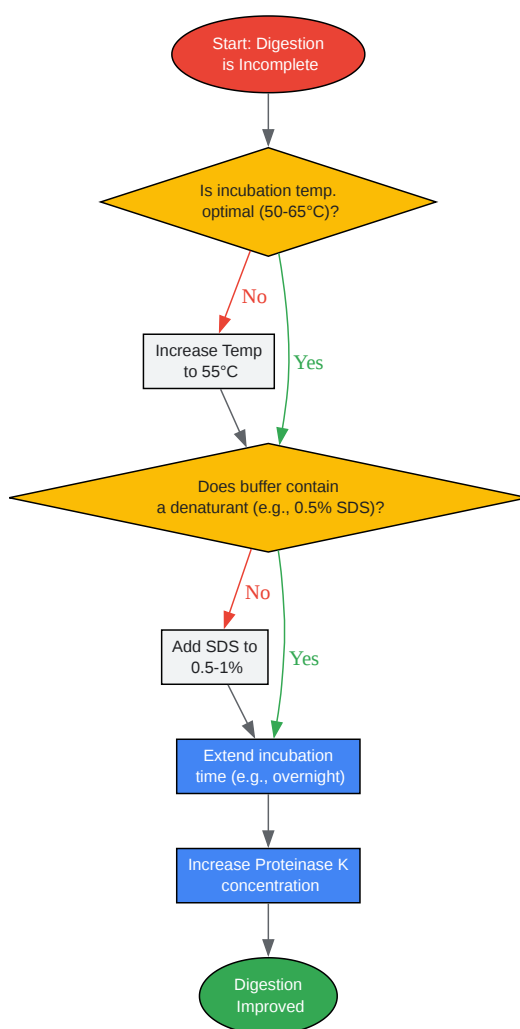 Start: Digestion
is Incomplete
Is incubation temp.
optimal (50-65°C)?
No
Increase Temp
to 55°C
Yes
Does buffer contain
a denaturant (e.g., 0.5% SDS)?
No
Add SDS to
0.5-1%
Yes
Extend incubation
time (e.g., overnight)
Increase Proteinase K
concentration
Digestion
Improved